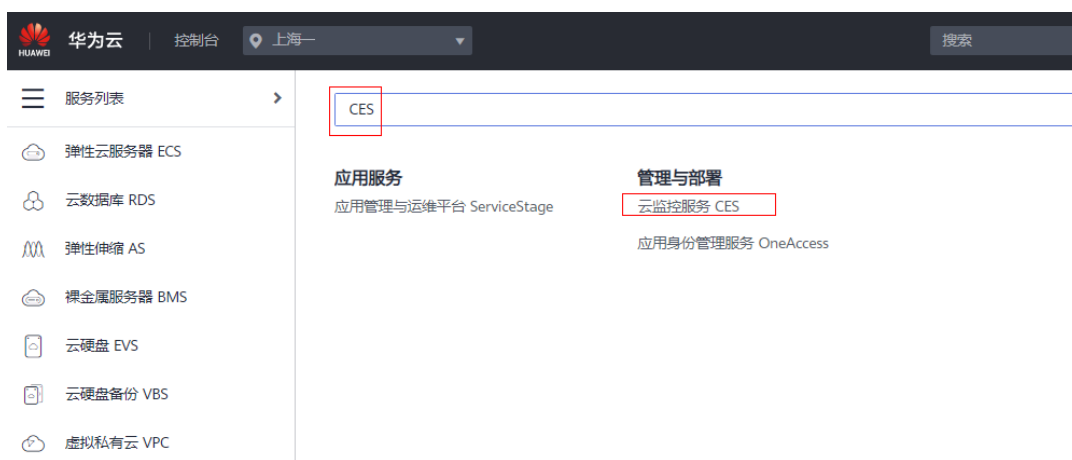 HUAWEI 华为云 控制台 上海一 搜索
服务列表
CES
弹性云服务器 ECS
云数据库 RDS
弹性伸缩 AS
裸金属服务器 BMS
云硬盘 EVS
云硬盘备份 VBS
虚拟私有云 VPC
应用服务
应用管理与运维平台 ServiceStage
管理与部署
云监控服务 CES
应用身份管理服务 OneAccess